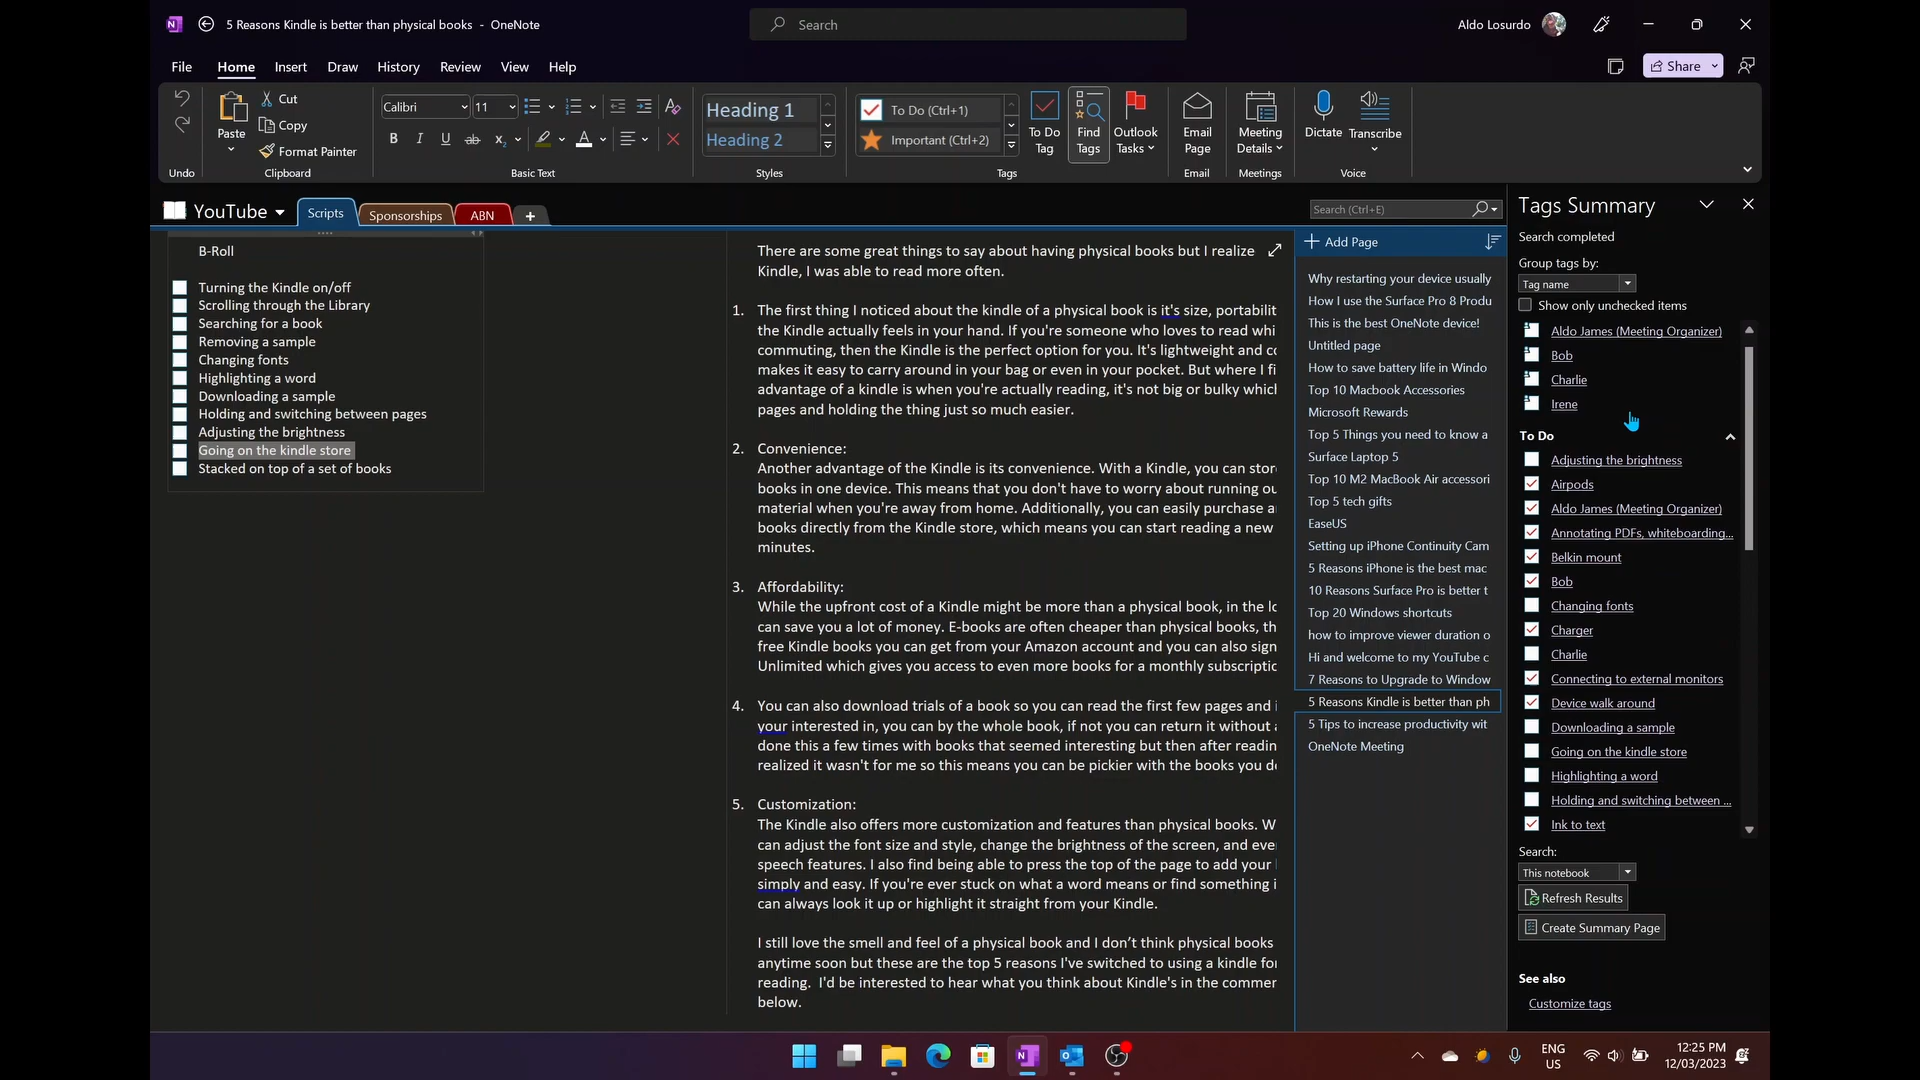 5 Reasons Kindle is better than physical books - OneNote
Search
Aldo Losurdo
File Home Insert Draw History Review View Help
Share
Paste
Cut
Copy
Format Painter
Calibri 11
Heading 1
Heading 2
To Do (Ctrl+1)
Important (Ctrl+2)
To Do Tag
Find Tags
Outlook Tasks
Email Page
Meeting Details
Dictate
Transcribe
Undo Clipboard Basic Text Styles Tags Email Meetings Voice
YouTube Scripts Sponsorships ABN +
Search (Ctrl+E)
B-Roll
Turning the Kindle on/off
Scrolling through the Library
Searching for a book
Removing a sample
Changing fonts
Highlighting a word
Downloading a sample
Holding and switching between pages
Adjusting the brightness
Going on the kindle store
Stacked on top of a set of books
There are some great things to say about having physical books but I realize
Kindle, I was able to read more often.
1. The first thing I noticed about the kindle of a physical book is it's size, portabilit
the Kindle actually feels in your hand. If you're someone who loves to read whi
commuting, then the Kindle is the perfect option for you. It's lightweight and co
makes it easy to carry around in your bag or even in your pocket. But where I fi
advantage of a kindle is when you're actually reading, it's not big or bulky which
pages and holding the thing just so much easier.
2. Convenience:
Another advantage of the Kindle is its convenience. With a Kindle, you can store
books in one device. This means that you don't have to worry about running ou
material when you're away from home. Additionally, you can easily purchase a
books directly from the Kindle store, which means you can start reading a new
minutes.
3. Affordability:
While the upfront cost of a Kindle might be more than a physical book, in the lo
can save you a lot of money. E-books are often cheaper than physical books, th
free Kindle books you can get from your Amazon account and you can also sign
Unlimited which gives you access to even more books for a monthly subscriptio
4. You can also download trials of a book so you can read the first few pages and i
your interested in, you can by the whole book, if not you can return it without a
done this a few times with books that seemed interesting but then after readin
realized it wasn't for me so this means you can be pickier with the books you d
5. Customization:
The Kindle also offers more customization and features than physical books. W
can adjust the font size and style, change the brightness of the screen, and eve
speech features. I also find being able to press the top of the page to add your
simply and easy. If you're ever stuck on what a word means or find something i
can always look it up or highlight it straight from your Kindle.
I still love the smell and feel of a physical book and I don't think physical books
anytime soon but these are the top 5 reasons I've switched to using a kindle for
reading. I'd be interested to hear what you think about Kindle's in the commer
below.
Add Page
Why restarting your device usually
How I use the Surface Pro 8 Produ
This is the best OneNote device!
Untitled page
How to save battery life in Windo
Top 10 Macbook Accessories
Microsoft Rewards
Top 5 Things you need to know a
Surface Laptop 5
Top 10 M2 MacBook Air accessori
Top 5 tech gifts
EaseUS
Setting up iPhone Continuity Cam
5 Reasons iPhone is the best mac
10 Reasons Surface Pro is better t
Top 20 Windows shortcuts
how to improve viewer duration o
Hi and welcome to my YouTube c
7 Reasons to Upgrade to Window
5 Reasons Kindle is better than ph
5 Tips to increase productivity wit
OneNote Meeting
Tags Summary
Search completed
Group tags by:
Tag name
Show only unchecked items
Aldo James (Meeting Organizer)
Bob
Charlie
Irene
To Do
Adjusting the brightness
Airpods
Aldo James (Meeting Organizer)
Annotating PDFs, whiteboarding...
Belkin mount
Bob
Changing fonts
Charger
Charlie
Connecting to external monitors
Device walk around
Downloading a sample
Going on the kindle store
Highlighting a word
Holding and switching between ...
Ink to text
Search:
This notebook
Refresh Results
Create Summary Page
See also
Customize tags
ENG
US
12:25 PM
12/03/2023